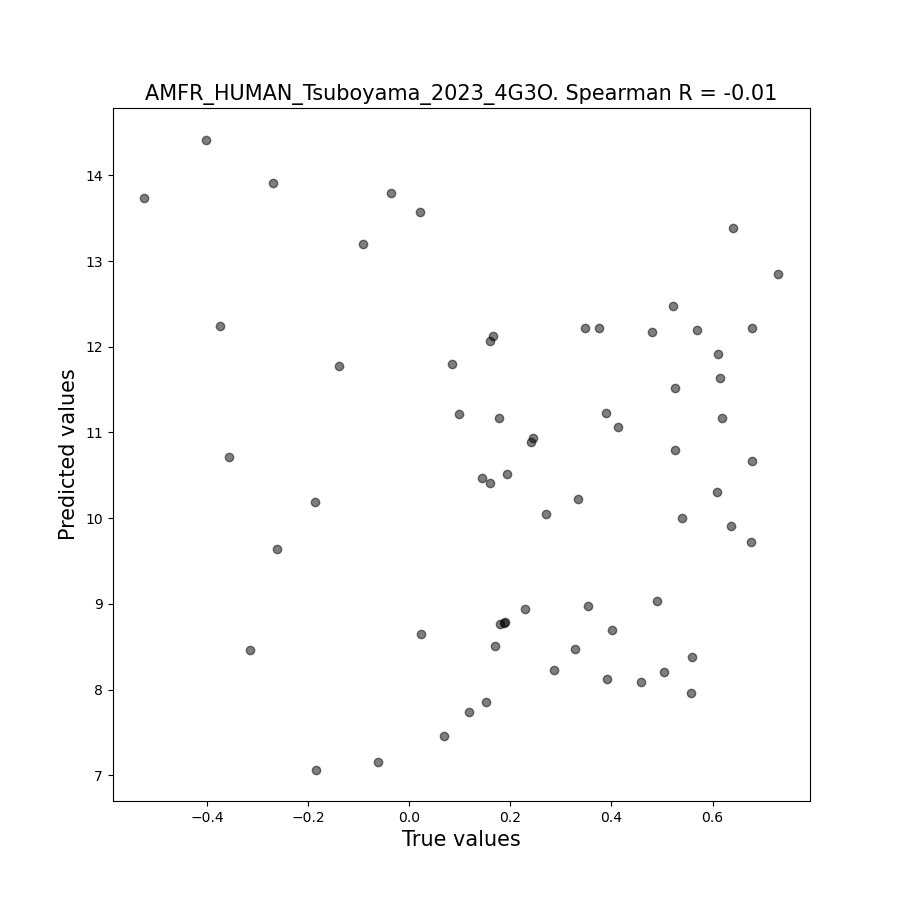 AMFR_HUMAN_Tsuboyama_2023_4G3O. Spearman R = -0.01
14
13
12
11
10
9
8
7
Predicted values
−0.4 −0.2 0.0 0.2 0.4 0.6
True values